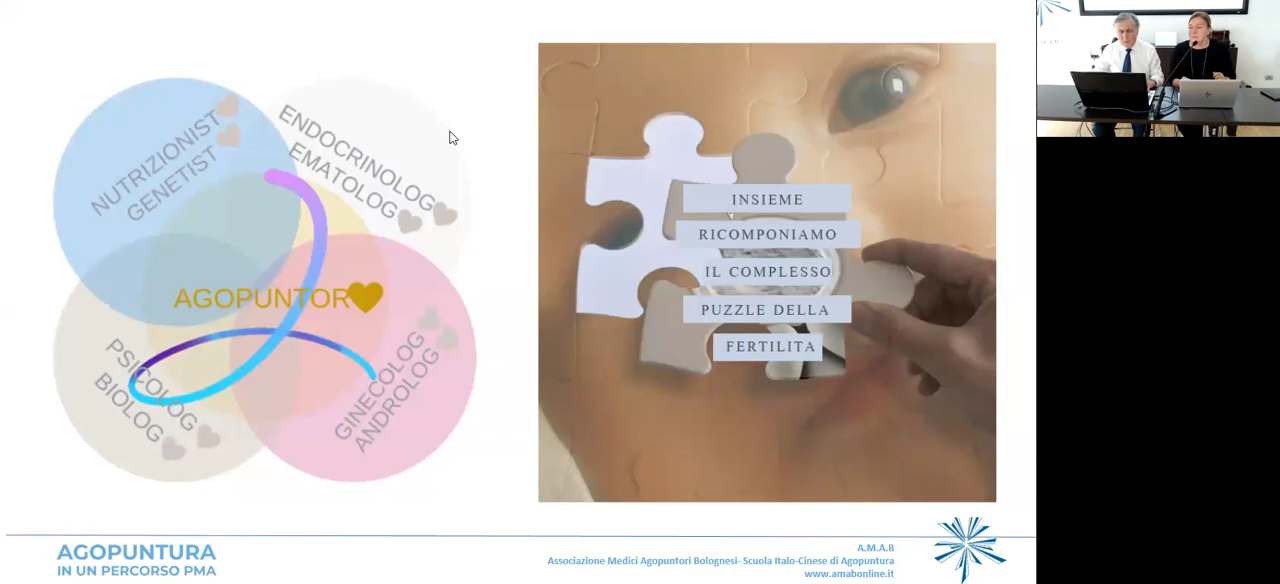 NUTRIZIONIST
GENETIST
ENDOCRINOLOG
EMATOLOG
AGOPUNTOR
PSICOLOG
BIOLOG
GINECOLOG
ANDROLOG
INSIEME
RICOMPONIAMO
IL COMPLESSO
PUZZLE DELLA
FERTILITA
AGOPUNTURA
IN UN PERCORSO PMA
A.M.A.B
Associazione Medici Agopuntori Bolognesi- Scuola Italo-Cinese di Agopuntura
www.amabonline.it